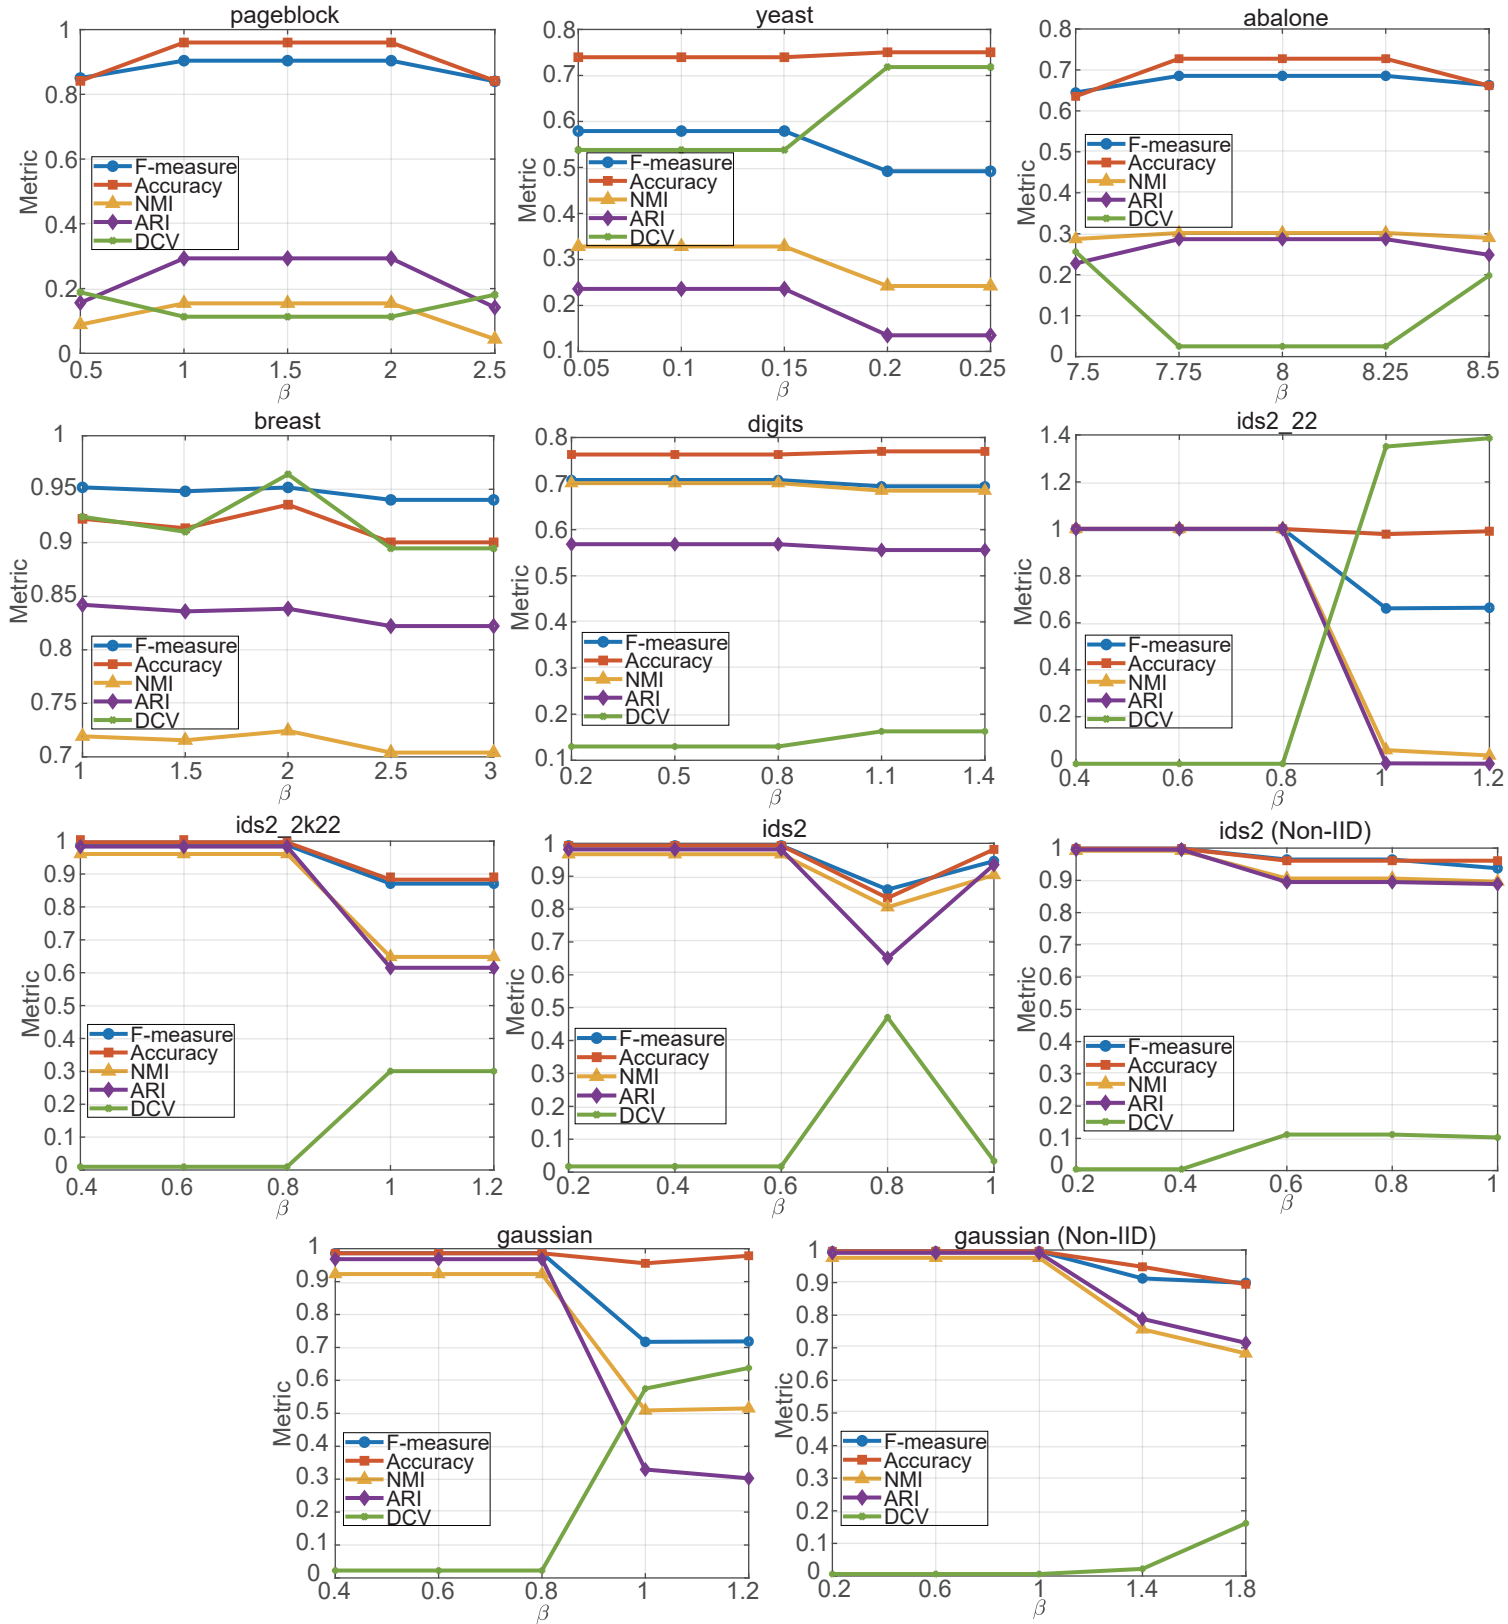 pageblock
1
0.8
0.6
0.4
0.2
0
Metric
F-measure
Accuracy
NMI
ARI
DCV
0.5 1 1.5 2 2.5
β
yeast
0.8
0.7
0.6
0.5
0.4
0.3
0.2
0.1
Metric
F-measure
Accuracy
NMI
ARI
DCV
0.05 0.1 0.15 0.2 0.25
β
abalone
0.8
0.7
0.6
0.5
0.4
0.3
0.2
0.1
0
Metric
F-measure
Accuracy
NMI
ARI
DCV
7.5 7.75 8 8.25 8.5
β
breast
1
0.95
0.9
0.85
0.8
0.75
0.7
Metric
F-measure
Accuracy
NMI
ARI
DCV
1 1.5 2 2.5 3
β
digits
0.8
0.7
0.6
0.5
0.4
0.3
0.2
0.1
Metric
F-measure
Accuracy
NMI
ARI
DCV
0.2 0.5 0.8 1.1 1.4
β
ids2_22
1.4
1.2
1
0.8
0.6
0.4
0.2
0
Metric
F-measure
Accuracy
NMI
ARI
DCV
0.4 0.6 0.8 1 1.2
β
ids2_2k22
1
0.9
0.8
0.7
0.6
0.5
0.4
0.3
0.2
0.1
0
Metric
F-measure
Accuracy
NMI
ARI
DCV
0.4 0.6 0.8 1 1.2
β
ids2
1
0.9
0.8
0.7
0.6
0.5
0.4
0.3
0.2
0.1
0
Metric
F-measure
Accuracy
NMI
ARI
DCV
0.2 0.4 0.6 0.8 1
β
ids2 (Non-IID)
1
0.9
0.8
0.7
0.6
0.5
0.4
0.3
0.2
0.1
0
Metric
F-measure
Accuracy
NMI
ARI
DCV
0.2 0.4 0.6 0.8 1
β
gaussian
1
0.9
0.8
0.7
0.6
0.5
0.4
0.3
0.2
0.1
0
Metric
F-measure
Accuracy
NMI
ARI
DCV
0.4 0.6 0.8 1 1.2
β
gaussian (Non-IID)
1
0.9
0.8
0.7
0.6
0.5
0.4
0.3
0.2
0.1
0
Metric
F-measure
Accuracy
NMI
ARI
DCV
0.2 0.6 1 1.4 1.8
β